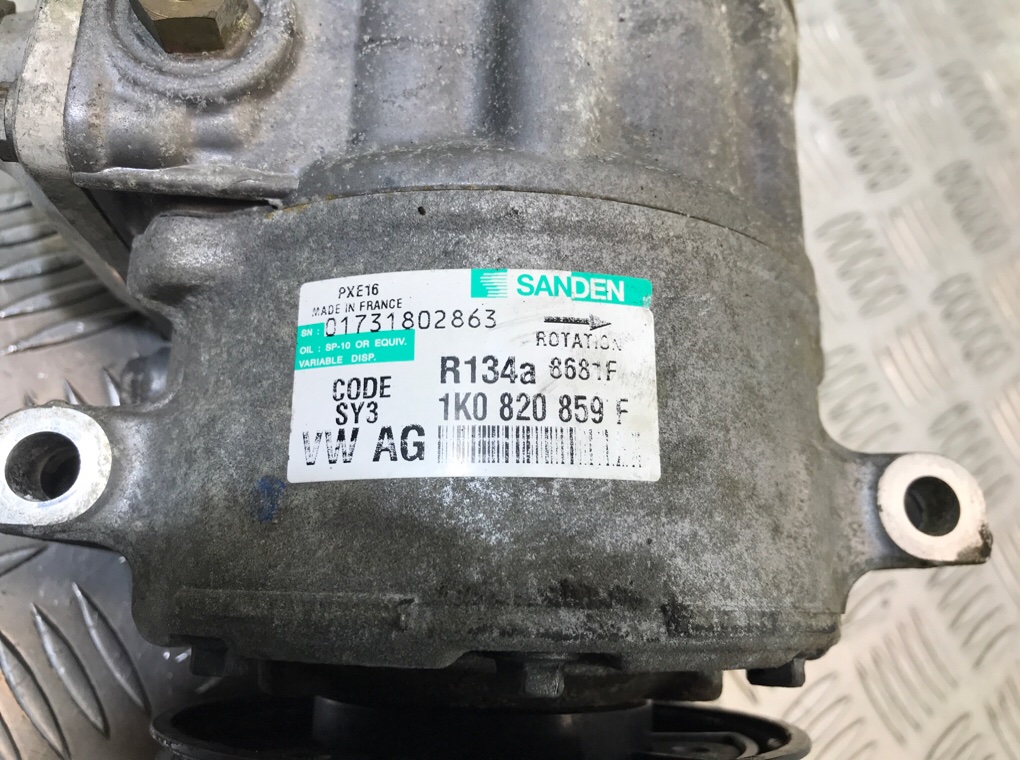 SANDEN
PXE16
MADE IN FRANCE
SN : 01731802863
ROTATION
OIL : SP-10 OR EQUIV.
VARIABLE DISP.
R134a 8681F
CODE
SY3
1K0 820 859 F
VW AG